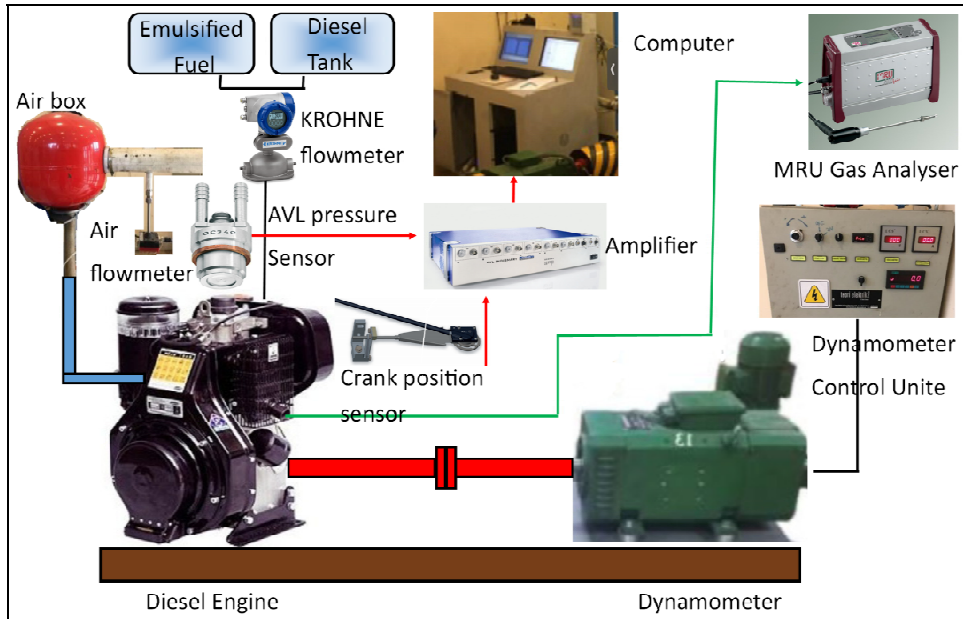 Emulsified
Fuel
Diesel
Tank
Computer
Air box
KROHNE
flowmeter
MRU Gas Analyser
Air
flowmeter
AVL pressure
Sensor
Amplifier
Crank position
sensor
Dynamometer
Control Unite
13
Diesel Engine
Dynamometer